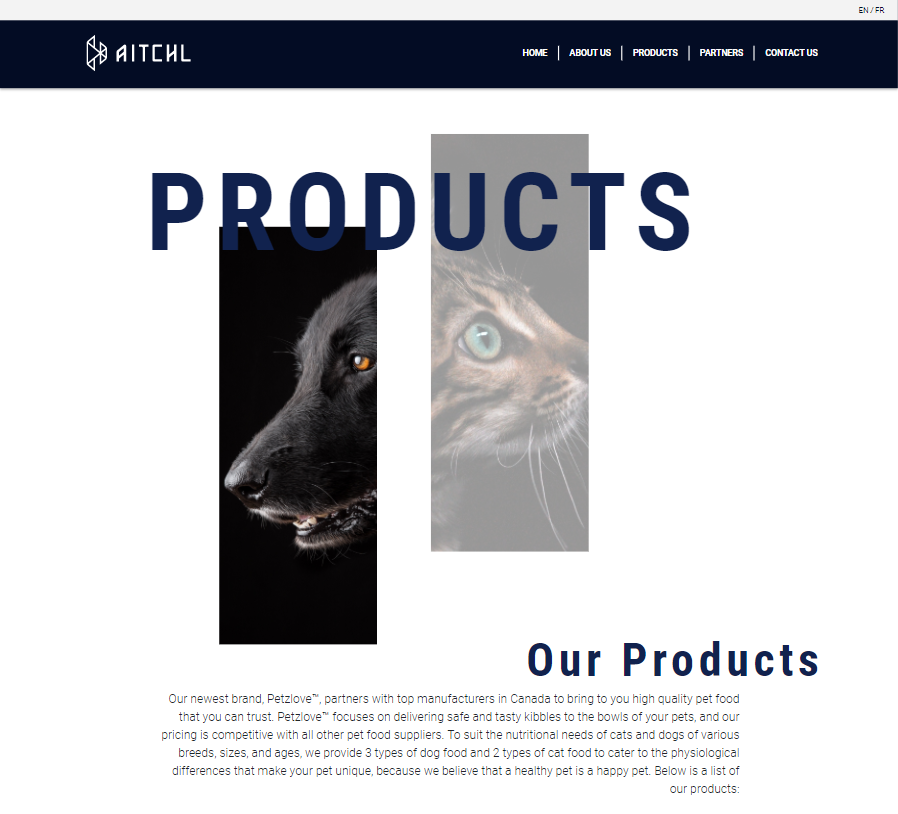 EN / FR
AITCHL
HOME | ABOUT US | PRODUCTS | PARTNERS | CONTACT US
PRODUCTS
Our Products
Our newest brand, Petzlove™, partners with top manufacturers in Canada to bring to you high quality pet food
that you can trust. Petzlove™ focuses on delivering safe and tasty kibbles to the bowls of your pets, and our
pricing is competitive with all other pet food suppliers. To suit the nutritional needs of cats and dogs of various
breeds, sizes, and ages, we provide 3 types of dog food and 2 types of cat food to cater to the physiological
differences that make your pet unique, because we believe that a healthy pet is a happy pet. Below is a list of
our products: